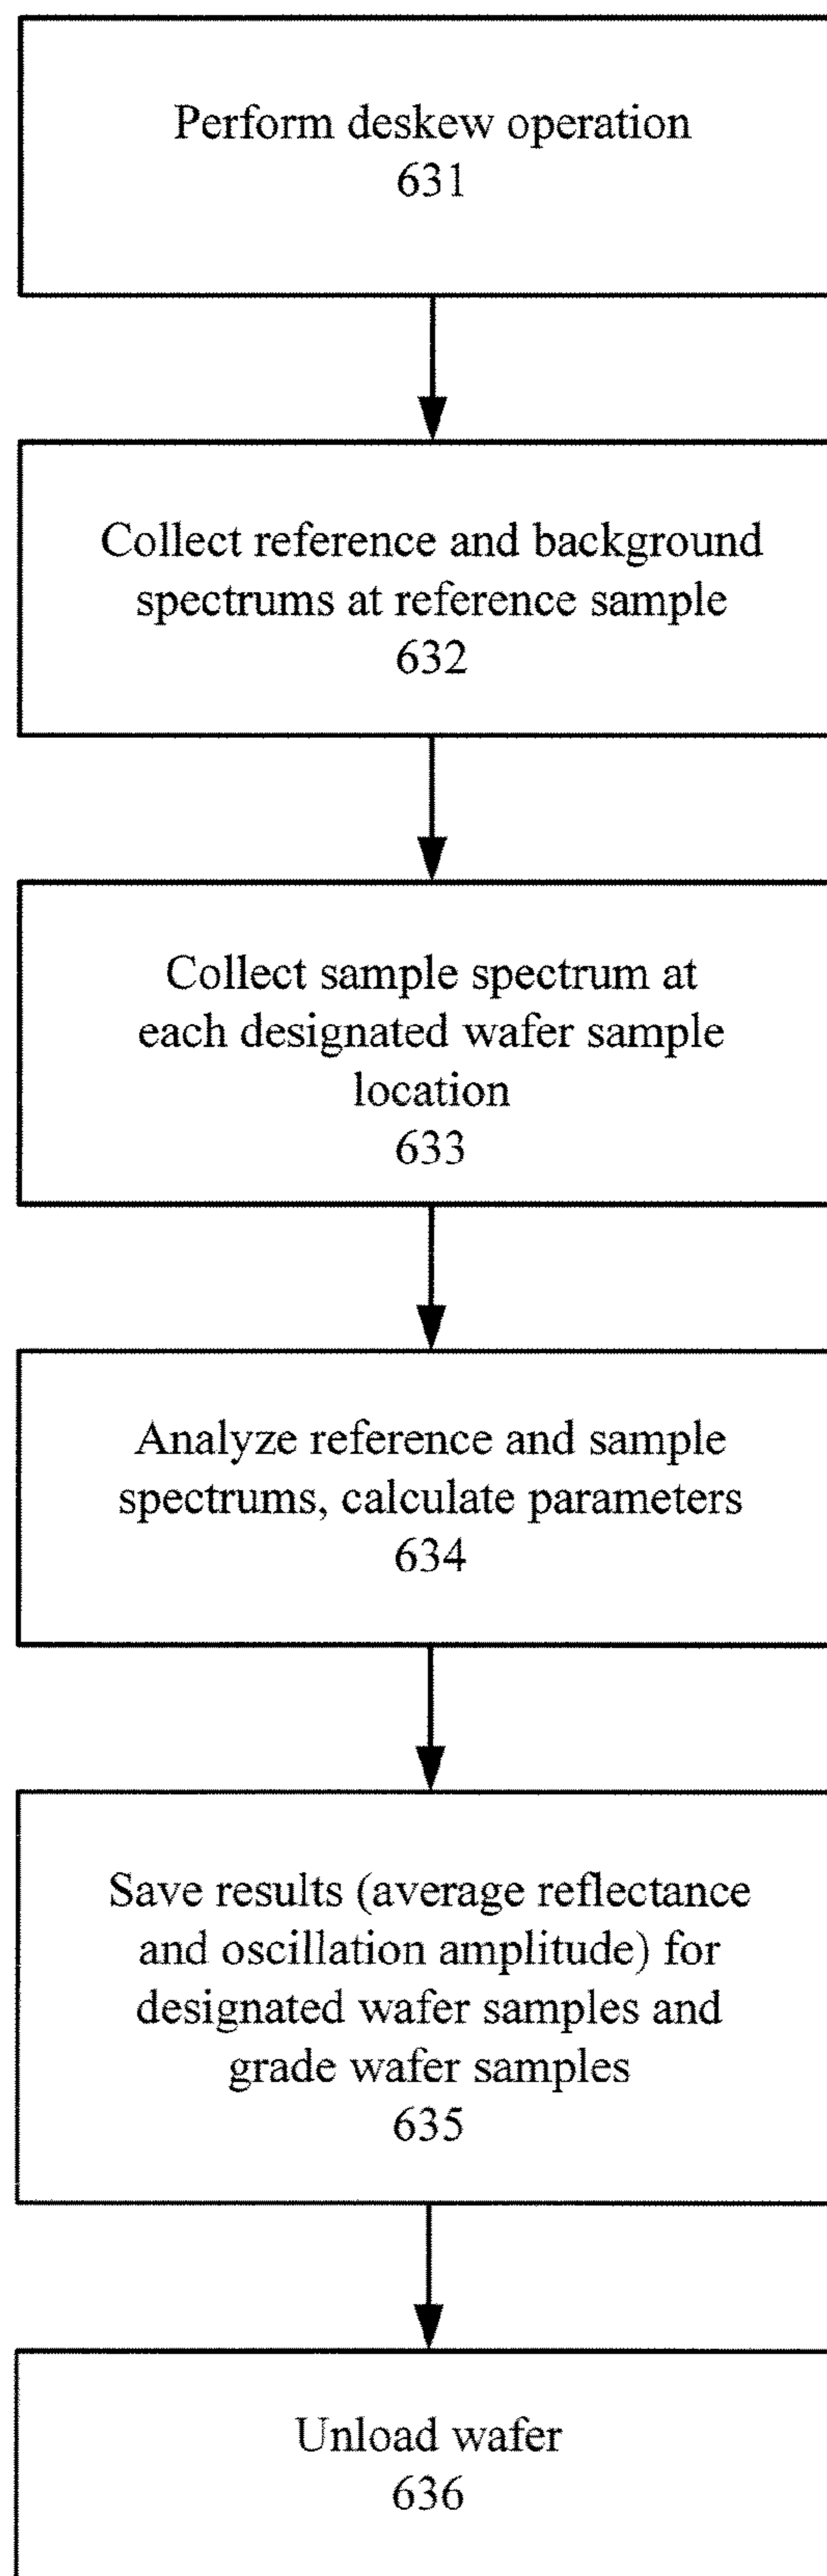 Perform deskew operation
631
Collect reference and background
spectrums at reference sample
632
Collect sample spectrum at
each designated wafer sample
location
633
Analyze reference and sample
spectrums, calculate parameters
634
Save results (average reflectance
and oscillation amplitude) for
designated wafer samples and
grade wafer samples
635
Unload wafer
636